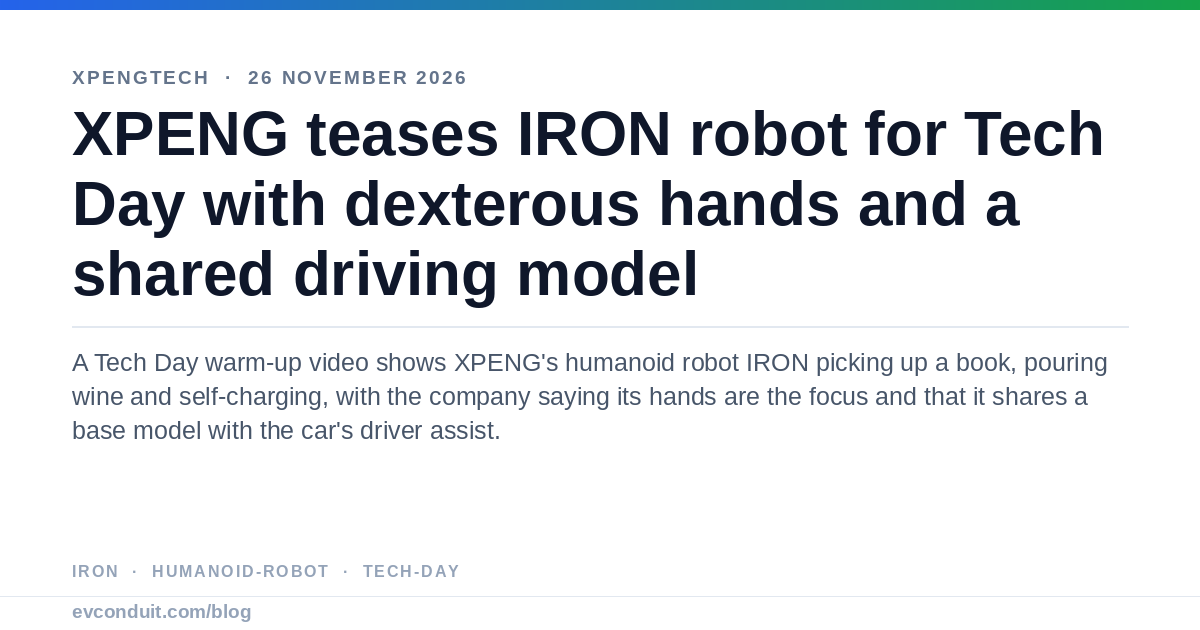 XPENGTECH · 26 NOVEMBER 2026
XPENG teases IRON robot for Tech
Day with dexterous hands and a
shared driving model
A Tech Day warm-up video shows XPENG's humanoid robot IRON picking up a book, pouring
wine and self-charging, with the company saying its hands are the focus and that it shares a
base model with the car's driver assist.
IRON · HUMANOID-ROBOT · TECH-DAY
evconduit.com/blog